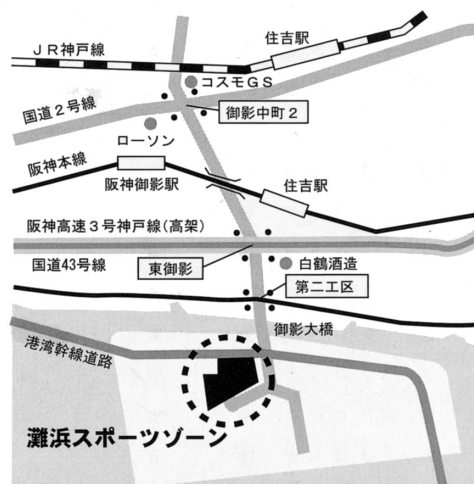 JR神戸線
住吉駅
コスモGS
国道2号線
御影中町2
ローソン
阪神本線
阪神御影駅
住吉駅
阪神高速3号神戸線(高架)
国道43号線
東御影
白鶴酒造
第二工区
御影大橋
港湾幹線道路
灘浜スポーツゾーン